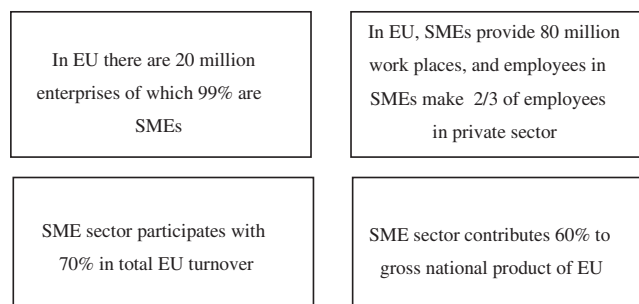 In EU there are 20 million
enterprises of which 99% are
SMEs
In EU, SMEs provide 80 million
work places, and employees in
SMEs make 2/3 of employees
in private sector
SME sector participates with
70% in total EU turnover
SME sector contributes 60% to
gross national product of EU